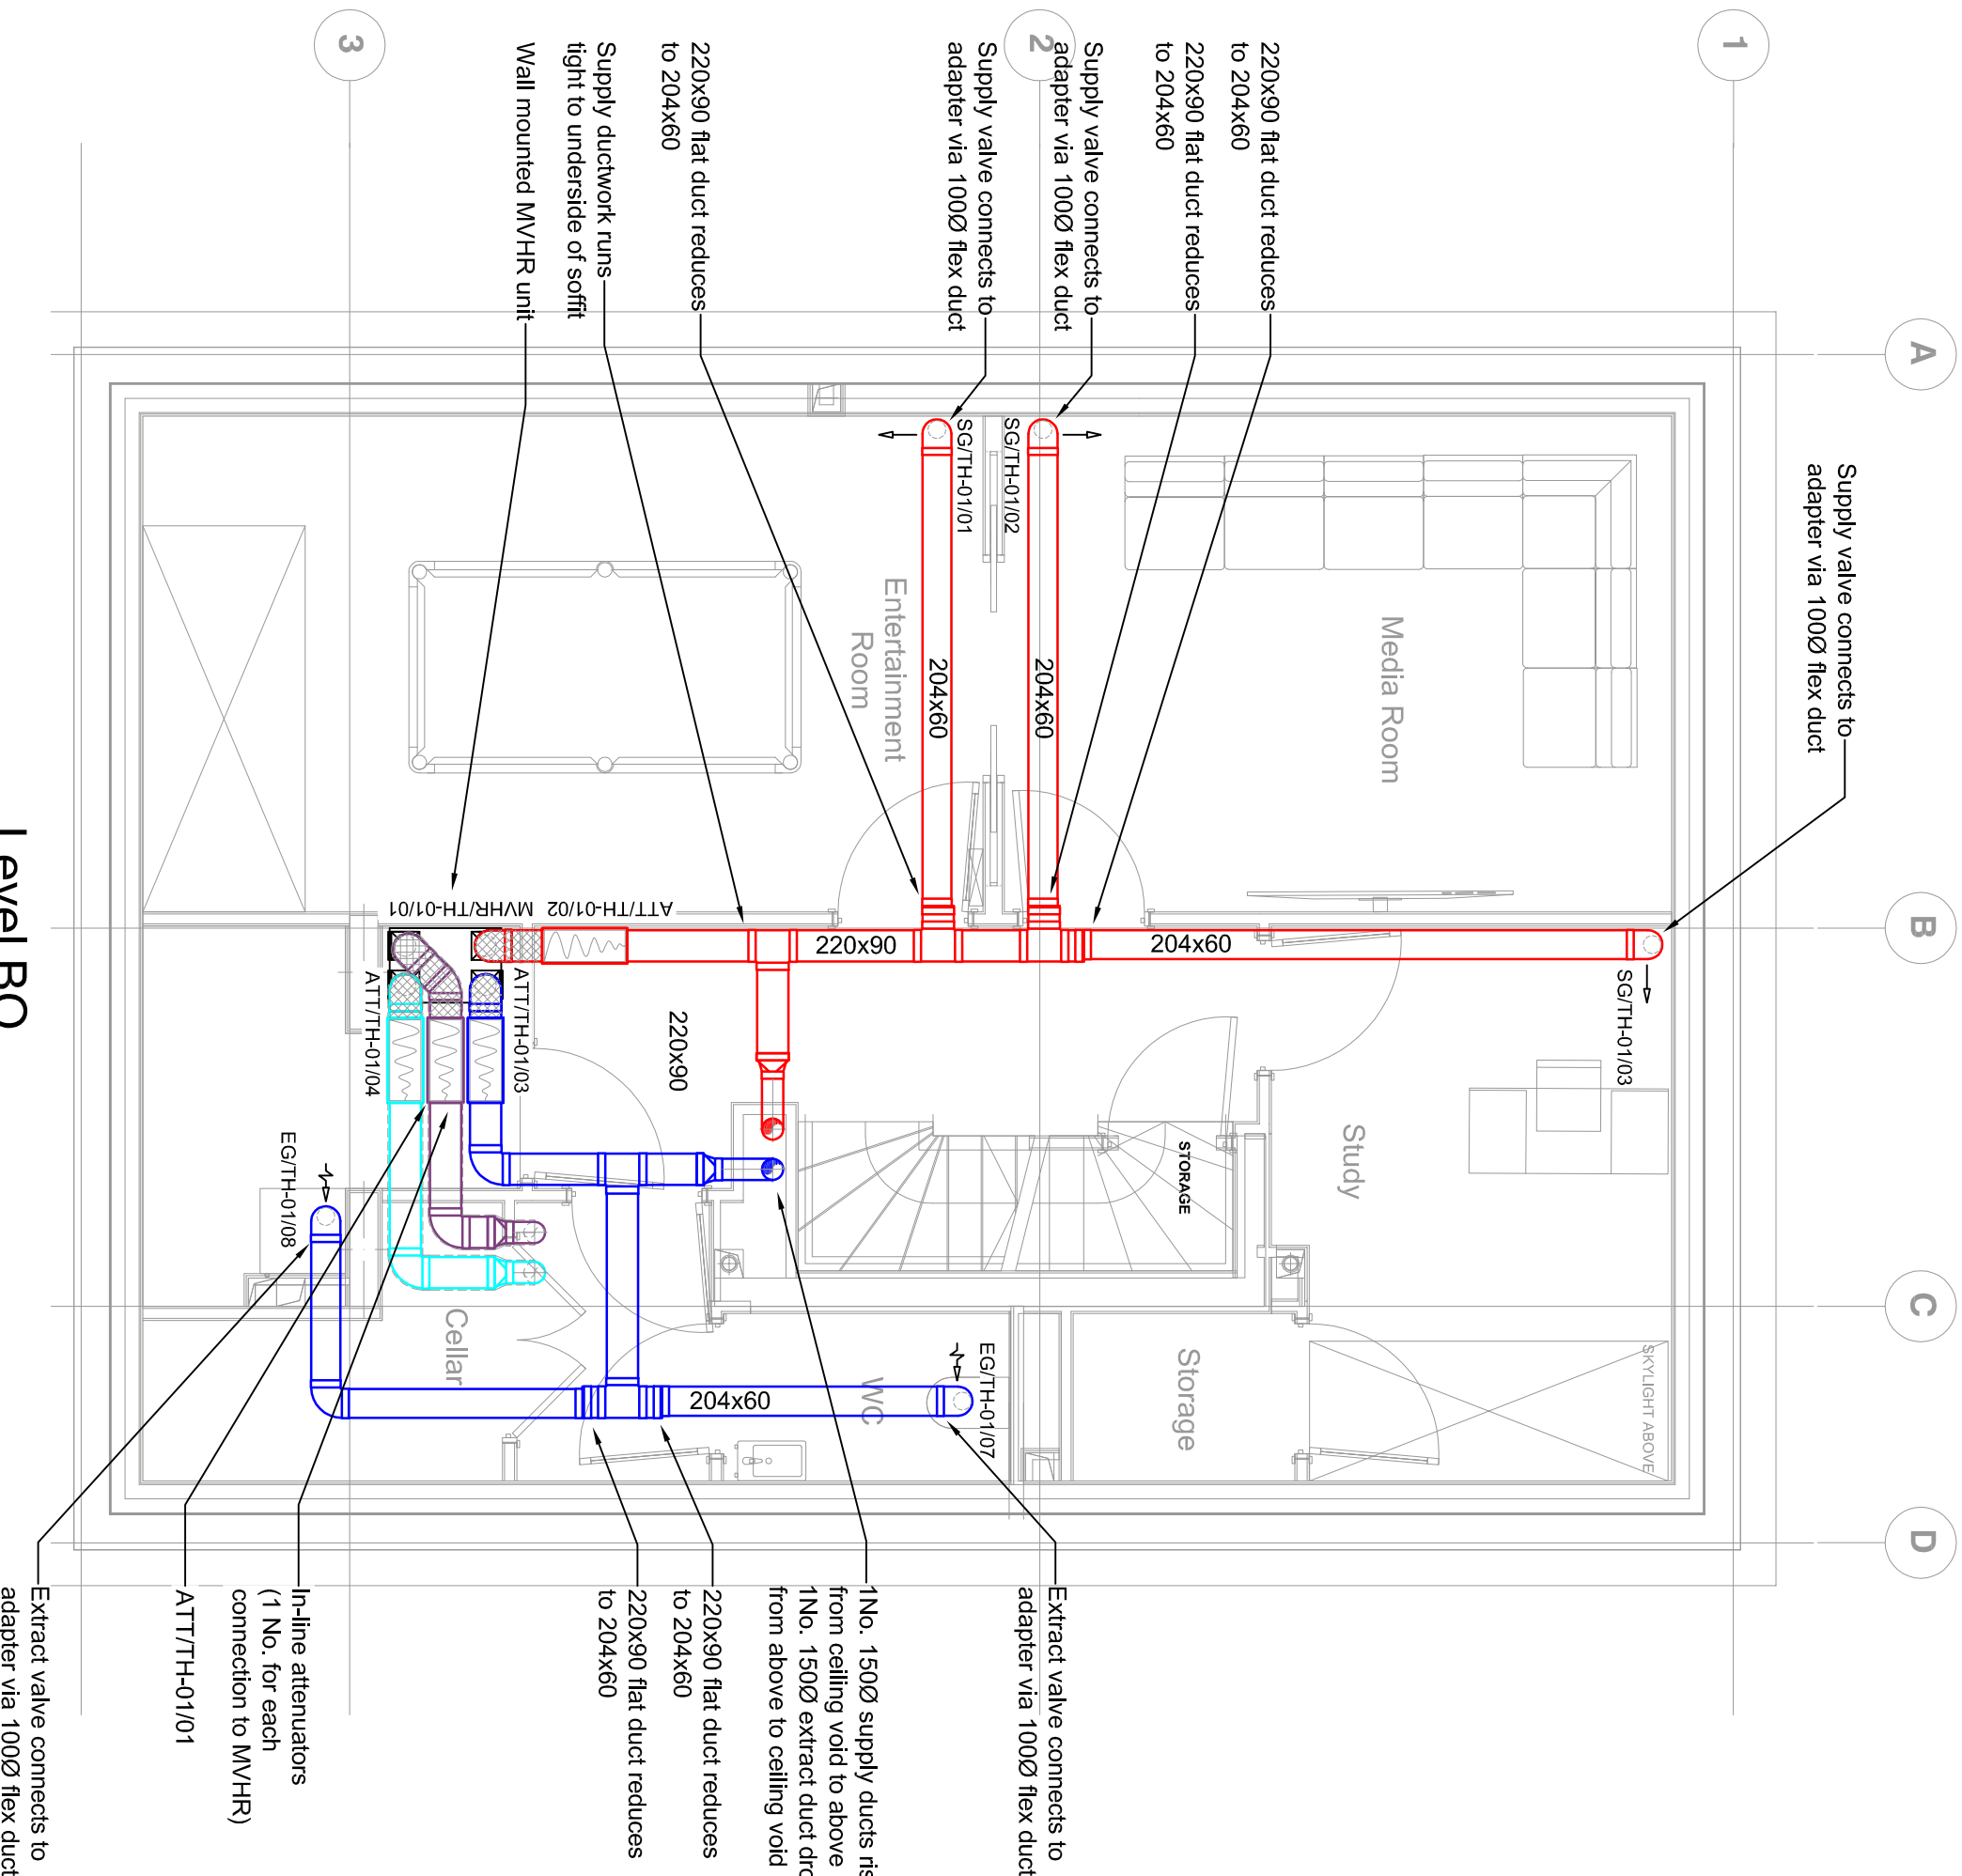 3
2
1
A
B
C
D
Supply valve connects to
adapter via 100Ø flex duct
220x90 flat duct reduces
to 204x60
220x90 flat duct reduces
to 204x60
Supply valve connects to
adapter via 100Ø flex duct
Supply valve connects to
adapter via 100Ø flex duct
220x90 flat duct reduces
to 204x60
Supply ductwork runs
tight to underside of soffit
Wall mounted MVHR unit
SG/TH-01/01
SG/TH-01/02
SG/TH-01/03
Media Room
Entertainment
Room
204x60
204x60
204x60
220x90
220x90
MVHR/TH-01/01
ATT/TH-01/02
ATT/TH-01/03
ATT/TH-01/04
Study
STORAGE
Storage
SKYLIGHT ABOVE
WC
Cellar
204x60
EG/TH-01/07
EG/TH-01/08
Extract valve connects to
adapter via 100Ø flex duct
1No. 150Ø supply ducts ris
from ceiling void to above
1No. 150Ø extract duct dro
from above to ceiling void
220x90 flat duct reduces
to 204x60
220x90 flat duct reduces
to 204x60
In-line attenuators
(1 No. for each
connection to MVHR)
ATT/TH-01/01
Extract valve connects to
adapter via 100Ø flex duct
Level BO